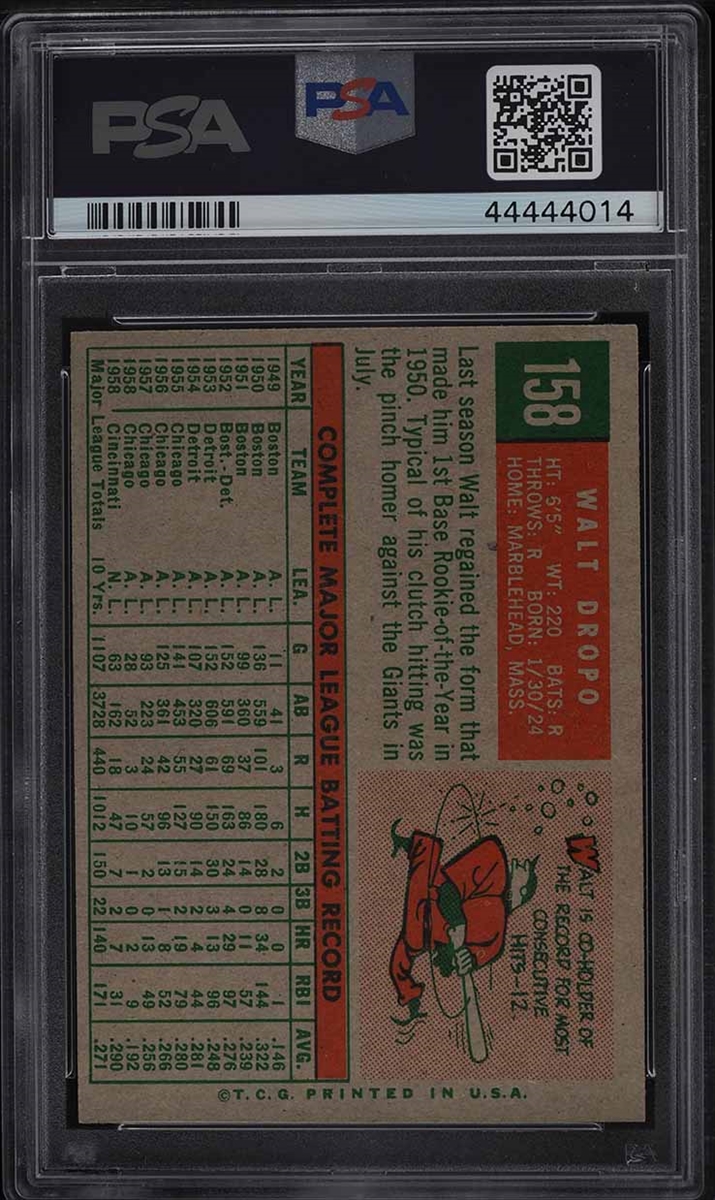 PSA
PSA
44444014
158
WALT DROPO
HT: 6'5" WT: 220 BATS: R
THROWS: R BORN: 1/30/24
HOME: MARBLEHEAD, MASS.
Last season Walt regained the form that
made him 1st Base Rookie-of-the-Year in
1950. Typical of his clutch hitting was
the pinch homer against the Giants in
July.
WALT IS CO-HOLDER OF
THE RECORD FOR MOST
CONSECUTIVE
HITS—12.
COMPLETE MAJOR LEAGUE BATTING RECORD
YEAR TEAM LEA. G AB R H 2B 3B HR RBI AVG.
1949 Boston A. L. 11 41 3 6 2 0 0 1 .146
1950 Boston A. L. 136 559 101 180 28 8 34 144 .322
1951 Boston A. L. 99 360 37 86 14 0 11 57 .239
1952 Bost.-Det. A. L. 152 591 69 163 24 4 29 97 .276
1953 Detroit A. L. 152 606 61 150 30 3 13 96 .248
1954 Detroit A. L. 107 320 27 90 14 2 4 44 .281
1955 Chicago A. L. 141 453 55 127 15 2 19 79 .280
1956 Chicago A. L. 125 361 42 96 13 1 8 52 .266
1957 Chicago A. L. 93 223 24 57 2 0 13 49 .256
1958 Chicago A. L. 28 52 3 10 1 0 2 9 .192
1958 Cincinnati N. L. 63 162 18 47 7 2 7 31 .290
Major League Totals 10 Yrs. 1107 3728 440 1012 150 22 140 171 .271
©T.C.G. PRINTED IN U.S.A.